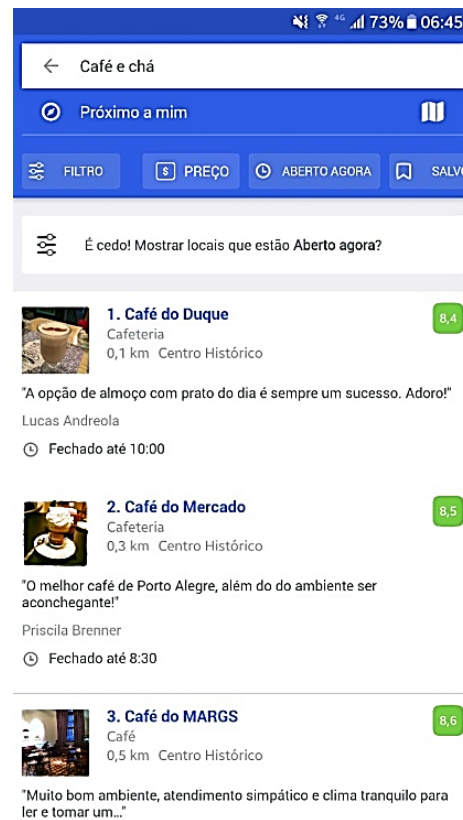 4G 73% 06:45
Café e chá
Próximo a mim
FILTRO PREÇO ABERTO AGORA SALVO
É cedo! Mostrar locais que estão Aberto agora?
1. Café do Duque 8,4
Cafeteria
0,1 km Centro Histórico
"A opção de almoço com prato do dia é sempre um sucesso. Adoro!"
Lucas Andreola
Fechado até 10:00
2. Café do Mercado 8,5
Cafeteria
0,3 km Centro Histórico
"O melhor café de Porto Alegre, além do do ambiente ser
aconchegante!"
Priscila Brenner
Fechado até 8:30
3. Café do MARGS 8,6
Café
0,5 km Centro Histórico
"Muito bom ambiente, atendimento simpático e clima tranquilo para
ler e tomar um..."